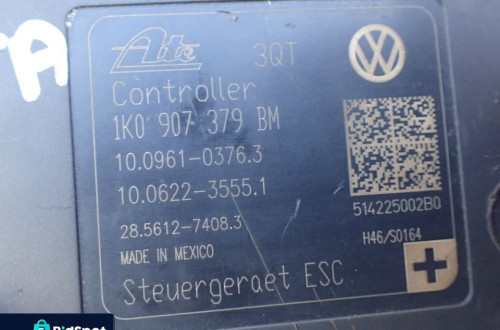 Ate 3QT
Controller
1K0 907 379 BM
10.0961-0376.3
10.0622-3555.1
514225002B0
28.5612-7408.3
H46/S0164
MADE IN MEXICO
Steuergeraet ESC